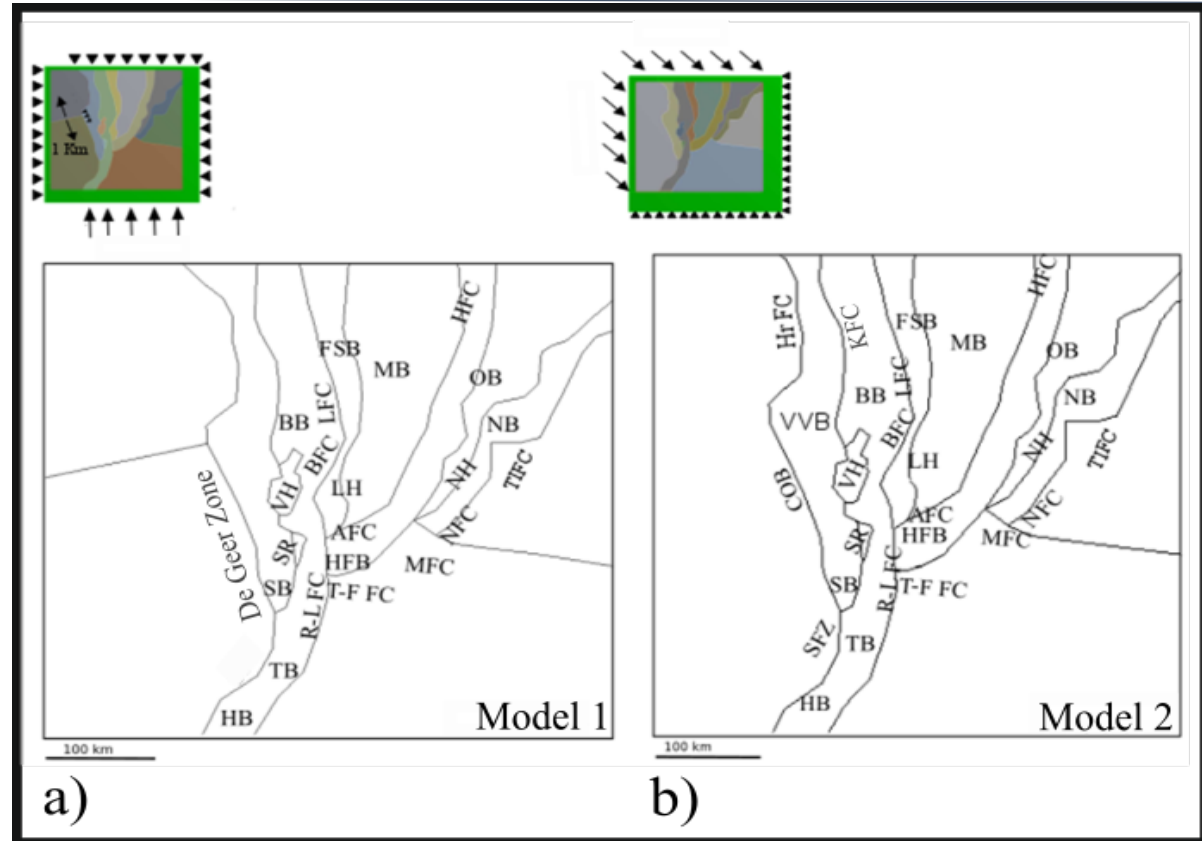 1 Km
HFC
FSB
MB
OB
LFC
BB
NB
BFC
TIFC
NH
VH
LH
De Geer Zone
AFC
NFC
SR
HFB
MFC
SB
T-F FC
R-L FC
TB
HB
Model 1
100 km
a)
HFC
Hr FC
KFC
FSB
MB
OB
LFC
BB
NB
VVB
BFC
TIFC
NH
VH
LH
COB
AFC
NFC
SR
HFB
MFC
SB
T-F FC
R-L FC
SFZ
TB
HB
Model 2
100 km
b)